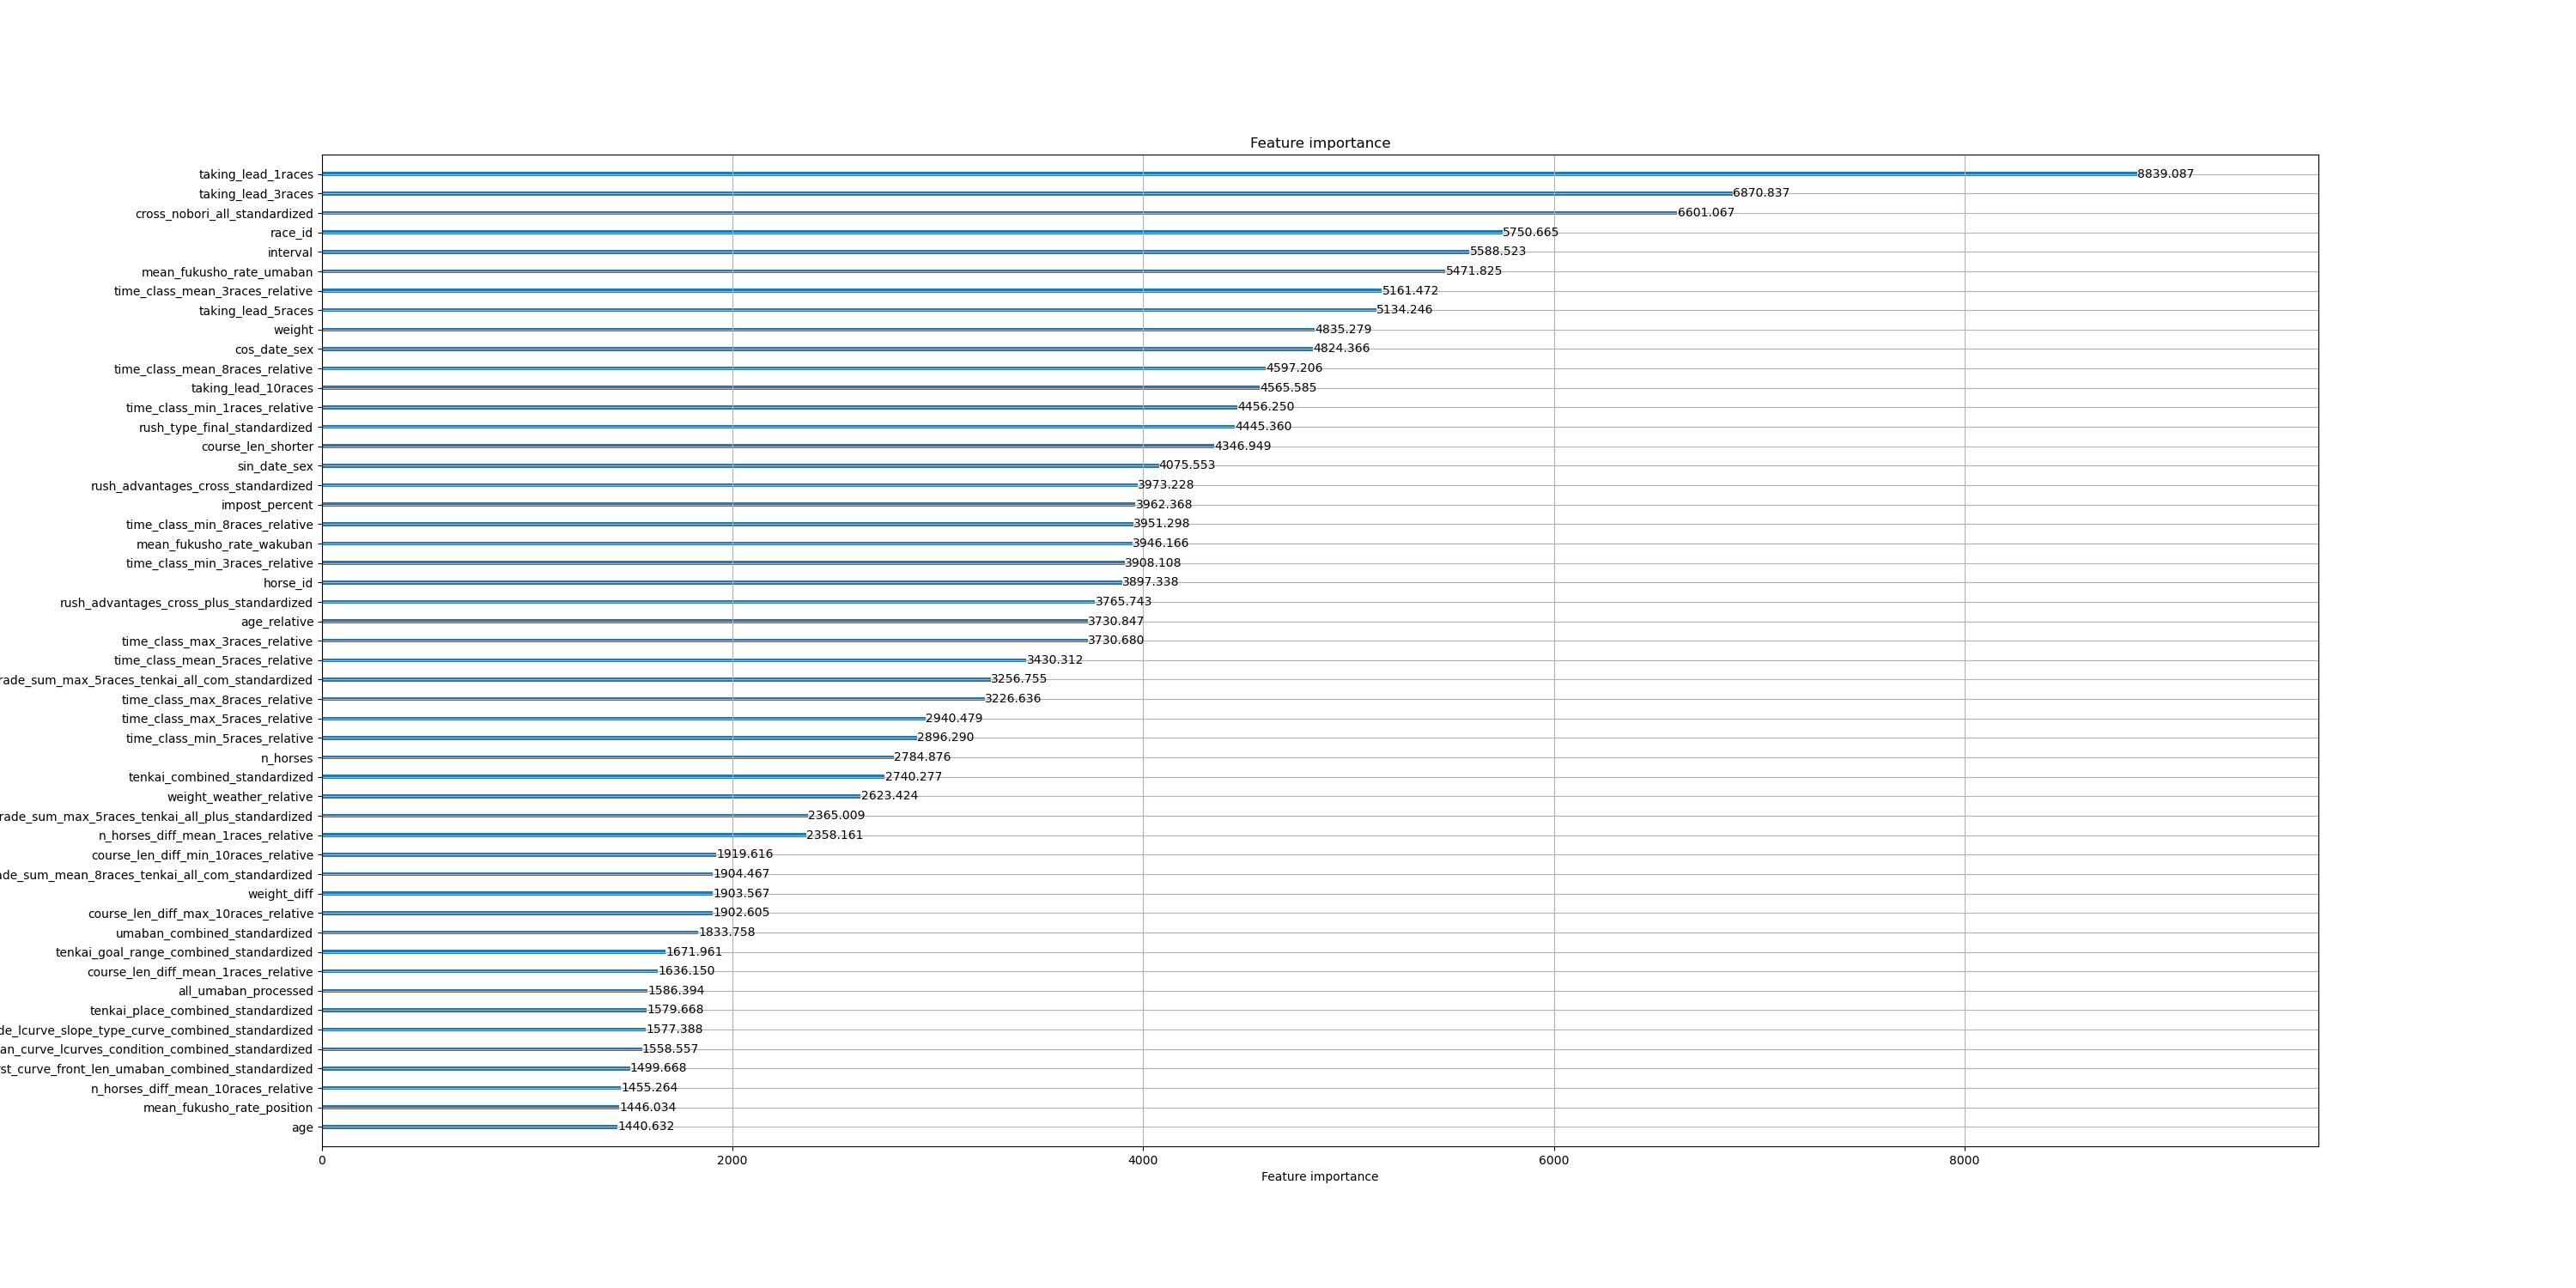 Feature importance
taking_lead_1races 8839.087
taking_lead_3races 6870.837
cross_nobori_all_standardized 6601.067
race_id 5750.665
interval 5588.523
mean_fukusho_rate_umaban 5471.825
time_class_mean_3races_relative 5161.472
taking_lead_5races 5134.246
weight 4835.279
cos_date_sex 4824.366
time_class_mean_8races_relative 4597.206
taking_lead_10races 4565.585
time_class_min_1races_relative 4456.250
rush_type_final_standardized 4445.360
course_len_shorter 4346.949
sin_date_sex 4075.553
rush_advantages_cross_standardized 3973.228
impost_percent 3962.368
time_class_min_8races_relative 3951.298
mean_fukusho_rate_wakuban 3946.166
time_class_min_3races_relative 3908.108
horse_id 3897.338
rush_advantages_cross_plus_standardized 3765.743
age_relative 3730.847
time_class_max_3races_relative 3730.680
time_class_mean_5races_relative 3430.312
rade_sum_max_5races_tenkai_all_com_standardized 3256.755
time_class_max_8races_relative 3226.636
time_class_max_5races_relative 2940.479
time_class_min_5races_relative 2896.290
n_horses 2784.876
tenkai_combined_standardized 2740.277
weight_weather_relative 2623.424
rade_sum_max_5races_tenkai_all_plus_standardized 2365.009
n_horses_diff_mean_1races_relative 2358.161
course_len_diff_min_10races_relative 1919.616
ade_sum_mean_8races_tenkai_all_com_standardized 1904.467
weight_diff 1903.567
course_len_diff_max_10races_relative 1902.605
umaban_combined_standardized 1833.758
tenkai_goal_range_combined_standardized 1671.961
course_len_diff_mean_1races_relative 1636.150
all_umaban_processed 1586.394
tenkai_place_combined_standardized 1579.668
de_lcurve_slope_type_curve_combined_standardized 1577.388
an_curve_lcurves_condition_combined_standardized 1558.557
st_curve_front_len_umaban_combined_standardized 1499.668
n_horses_diff_mean_10races_relative 1455.264
mean_fukusho_rate_position 1446.034
age 1440.632
0 2000 4000 6000 8000
Feature importance